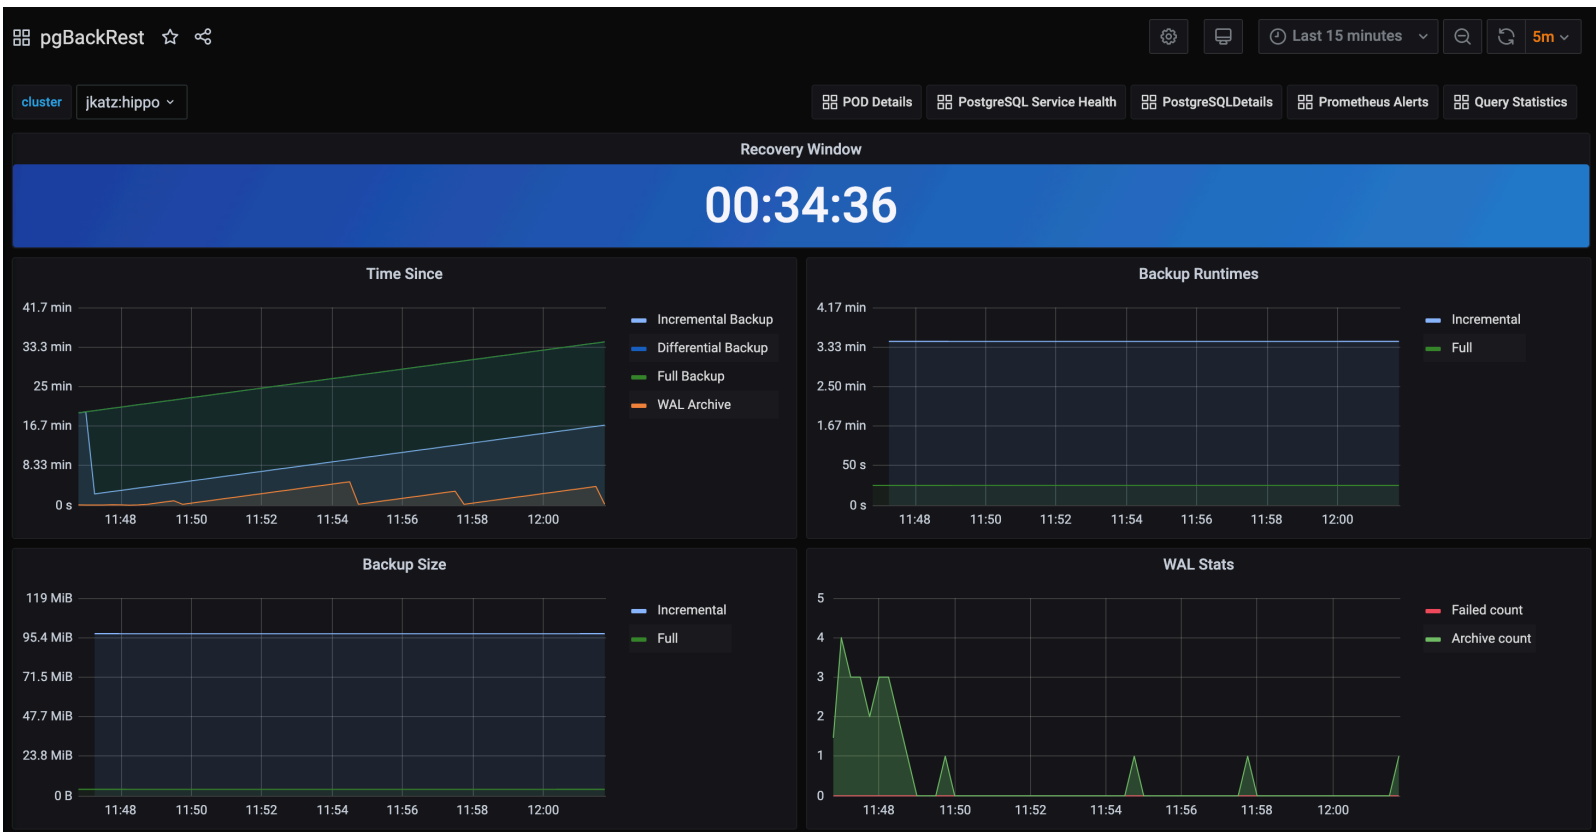 pgBackRest
Last 15 minutes
5m
cluster
jkatz:hippo
POD Details
PostgreSQL Service Health
PostgreSQLDetails
Prometheus Alerts
Query Statistics
Recovery Window
00:34:36
Time Since
41.7 min
33.3 min
25 min
16.7 min
8.33 min
0 s
11:48 11:50 11:52 11:54 11:56 11:58 12:00
Incremental Backup
Differential Backup
Full Backup
WAL Archive
Backup Runtimes
4.17 min
3.33 min
2.50 min
1.67 min
50 s
0 s
11:48 11:50 11:52 11:54 11:56 11:58 12:00
Incremental
Full
Backup Size
119 MiB
95.4 MiB
71.5 MiB
47.7 MiB
23.8 MiB
0 B
11:48 11:50 11:52 11:54 11:56 11:58 12:00
Incremental
Full
WAL Stats
5
4
3
2
1
0
11:48 11:50 11:52 11:54 11:56 11:58 12:00
Failed count
Archive count